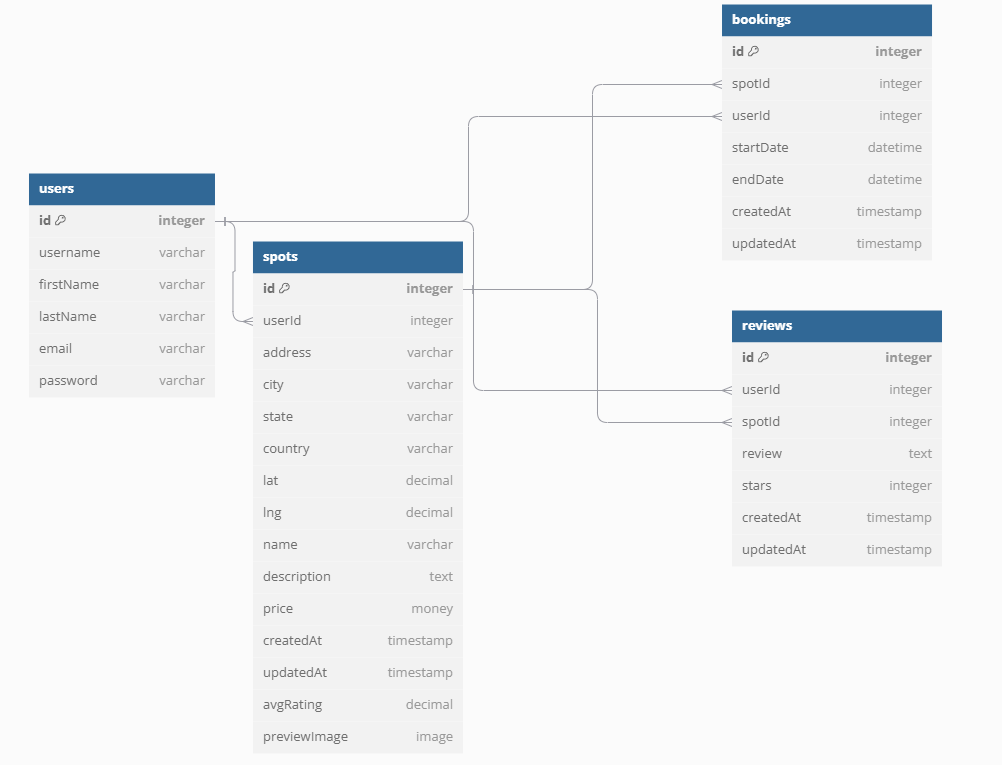 bookings
id integer
spotId integer
userId integer
startDate datetime
endDate datetime
createdAt timestamp
updatedAt timestamp
users
id integer
username varchar
firstName varchar
lastName varchar
email varchar
password varchar
spots
id integer
userId integer
address varchar
city varchar
state varchar
country varchar
lat decimal
lng decimal
name varchar
description text
price money
createdAt timestamp
updatedAt timestamp
avgRating decimal
previewImage image
reviews
id integer
userId integer
spotId integer
review text
stars integer
createdAt timestamp
updatedAt timestamp